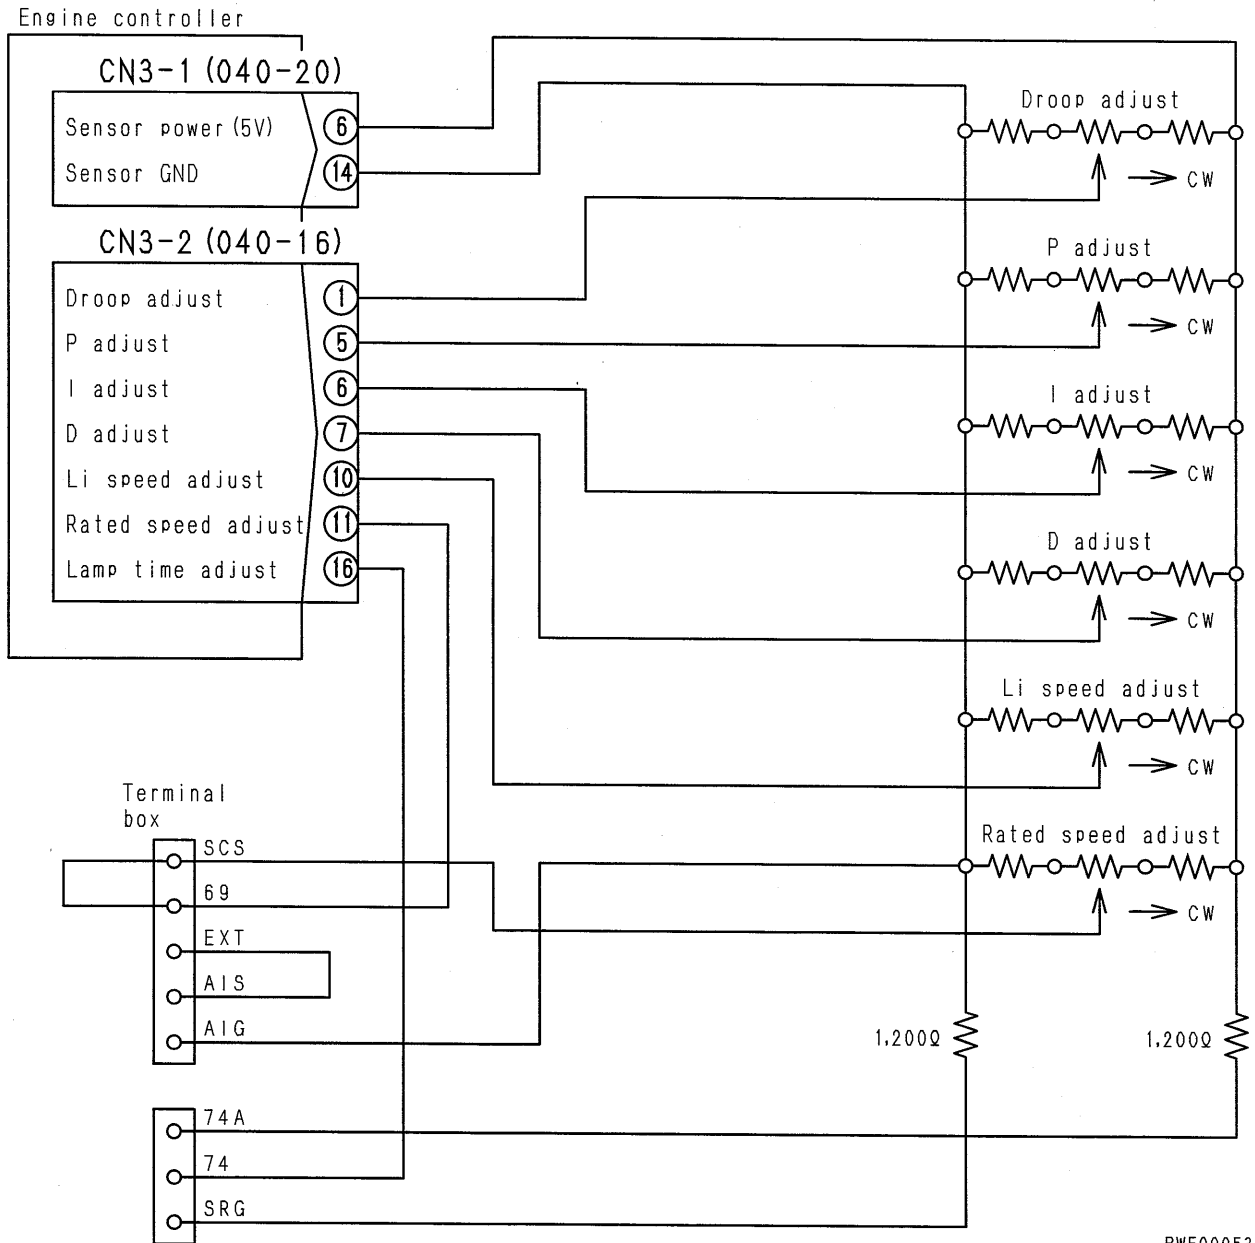 Engine controller
CN3-1 (040-20)
Sensor power (5V) 6
Sensor GND 14
CN3-2 (040-16)
Droop adjust 1
P adjust 5
I adjust 6
D adjust 7
Li speed adjust 10
Rated speed adjust 11
Lamp time adjust 16
Droop adjust
CW
P adjust
CW
I adjust
CW
D adjust
CW
Li speed adjust
CW
Rated speed adjust
CW
Terminal
box
SCS
69
EXT
AIS
AIG
1,200Ω
1,200Ω
74A
74
SRG